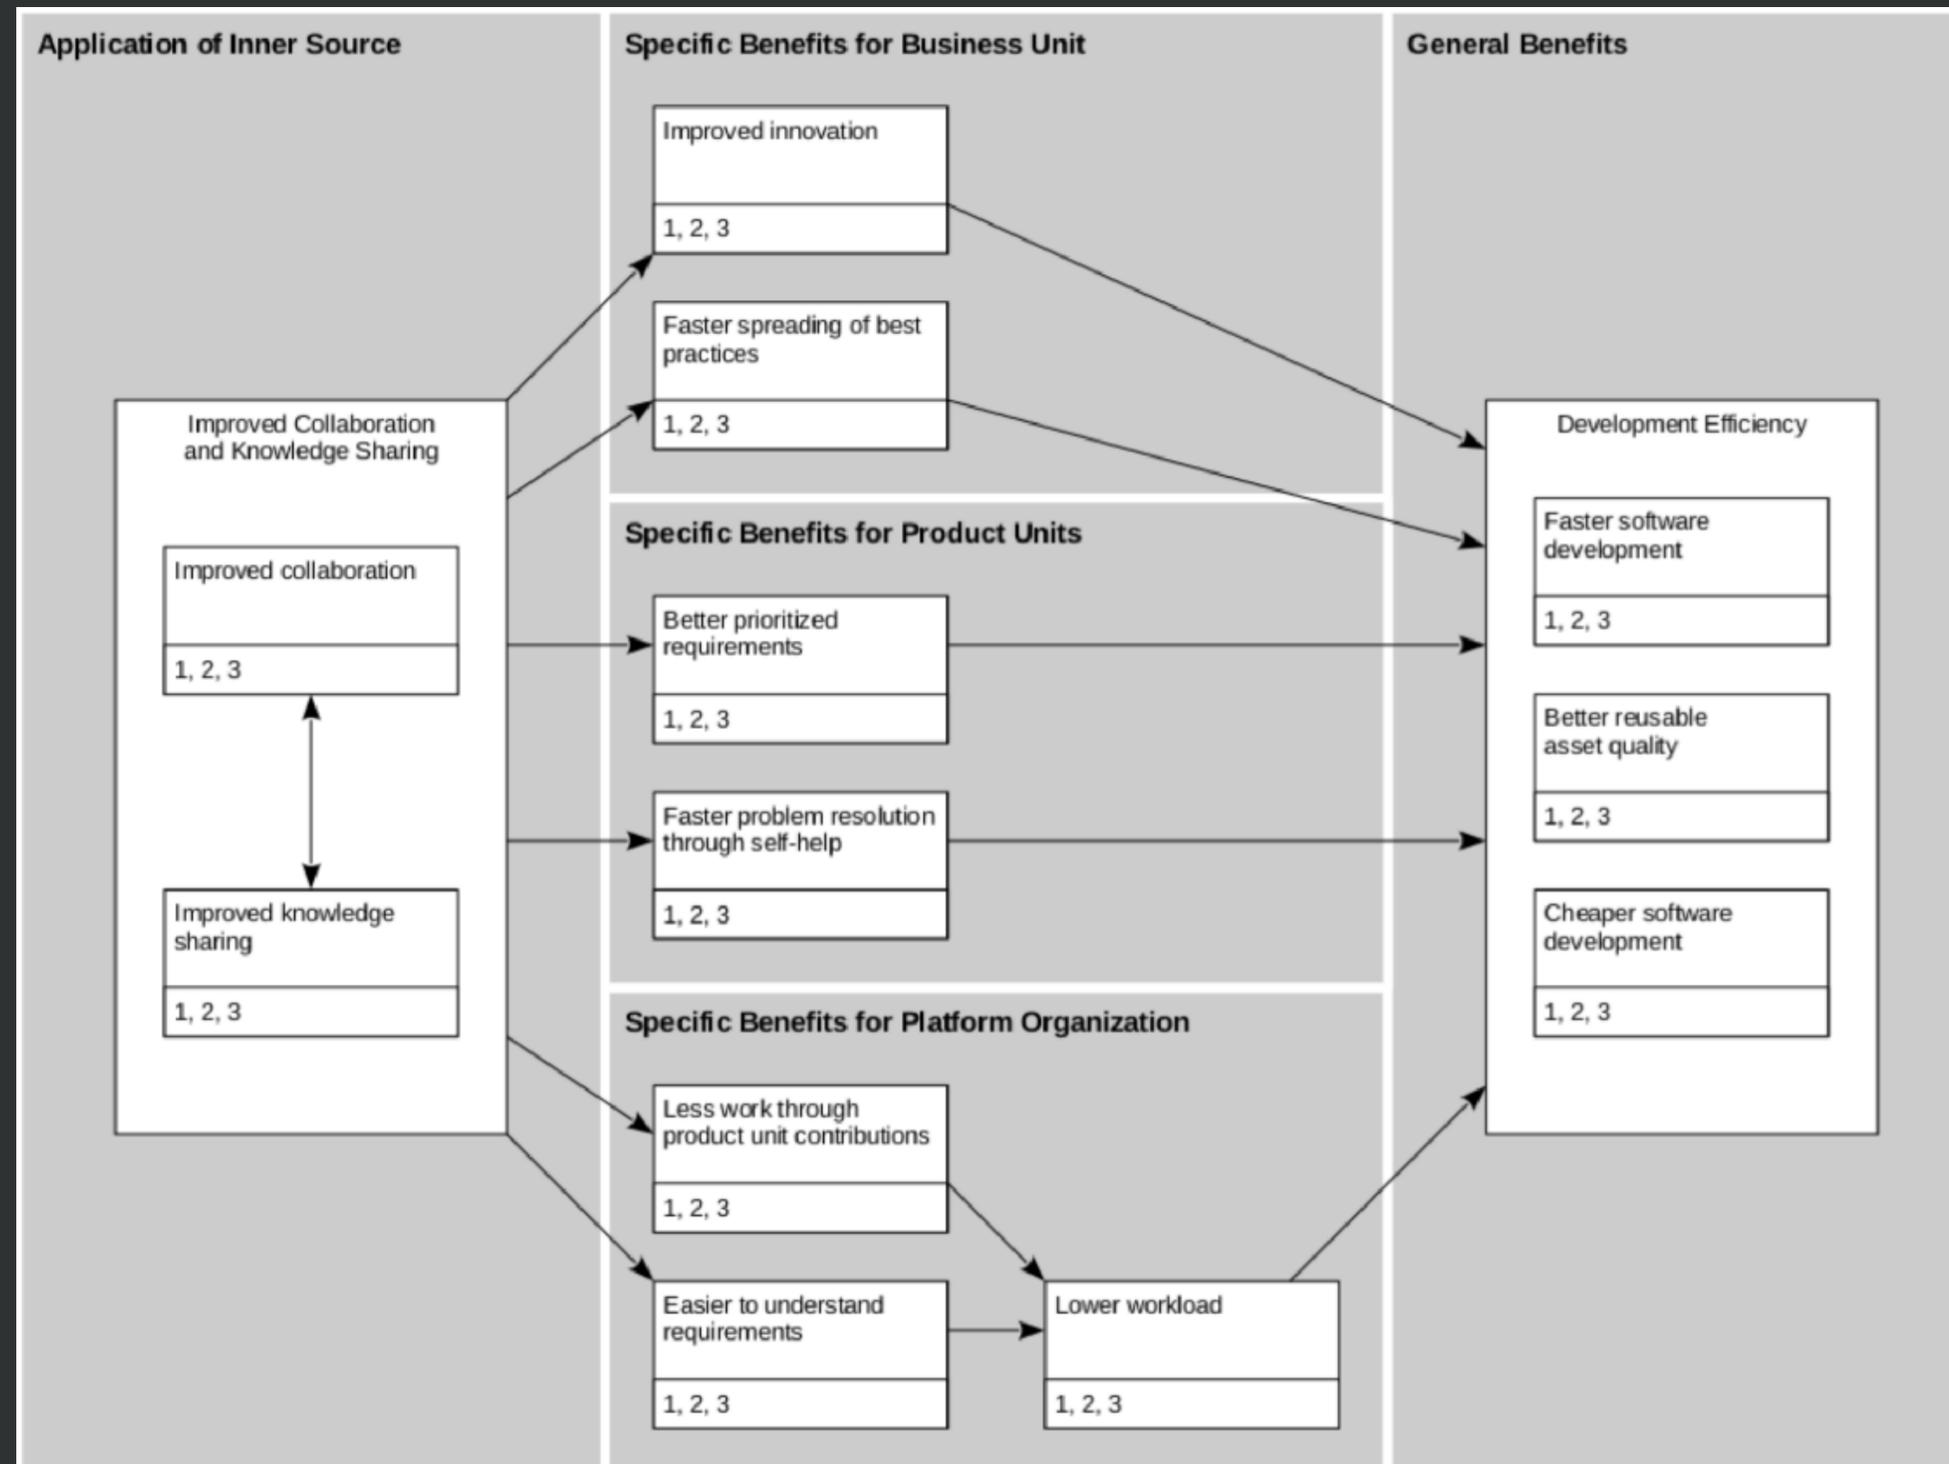 Application of Inner Source
Improved Collaboration
and Knowledge Sharing
Improved collaboration
1, 2, 3
Improved knowledge
sharing
1, 2, 3
Specific Benefits for Business Unit
Improved innovation
1, 2, 3
Faster spreading of best
practices
1, 2, 3
Specific Benefits for Product Units
Better prioritized
requirements
1, 2, 3
Faster problem resolution
through self-help
1, 2, 3
Specific Benefits for Platform Organization
Less work through
product unit contributions
1, 2, 3
Easier to understand
requirements
1, 2, 3
Lower workload
1, 2, 3
General Benefits
Development Efficiency
Faster software
development
1, 2, 3
Better reusable
asset quality
1, 2, 3
Cheaper software
development
1, 2, 3